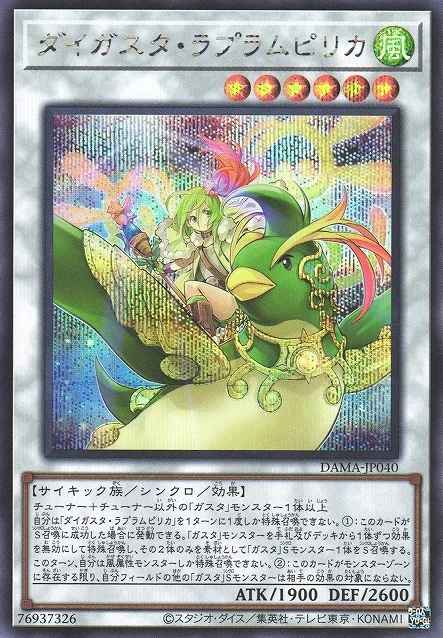 ダイガスタ・ラプラムピリカ 風
DAMA-JP040
【サイキック族／シンクロ／効果】
チューナー＋チューナー以外の「ガスタ」モンスター1体以上
自分は「ダイガスタ・ラプラムピリカ」を1ターンに1度しか特殊召喚できない。①：このカードが
S召喚に成功した場合に発動できる。「ガスタ」モンスターを手札及びデッキから1体ずつ効果
を無効にして特殊召喚し、その2体のみを素材として「ガスタ」Sモンスター1体をS召喚する。
このターン、自分は風属性モンスターしか特殊召喚できない。②：このカードがモンスターゾーン
に存在する限り、自分フィールドの他の「ガスタ」Sモンスターは相手の効果の対象にならない。
ATK/1900 DEF/2600
76937326 ©スタジオ・ダイス／集英社・テレビ東京・KONAMI